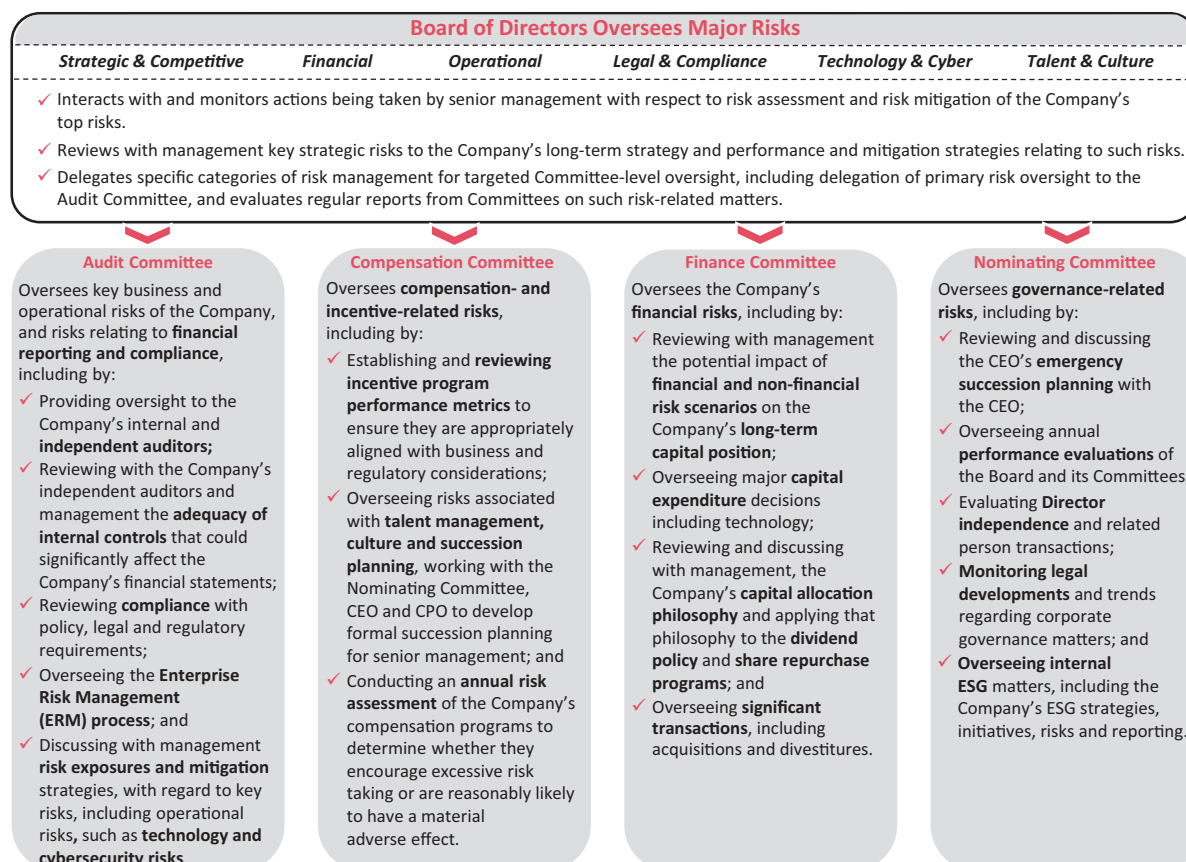 Board of Directors Oversees Major Risks
Strategic & Competitive Financial Operational Legal & Compliance Technology & Cyber Talent & Culture
✓ Interacts with and monitors actions being taken by senior management with respect to risk assessment and risk mitigation of the Company's
top risks.
✓ Reviews with management key strategic risks to the Company's long-term strategy and performance and mitigation strategies relating to such risks.
✓ Delegates specific categories of risk management for targeted Committee-level oversight, including delegation of primary risk oversight to the
Audit Committee, and evaluates regular reports from Committees on such risk-related matters.
Audit Committee
Oversees key business and
operational risks of the Company,
and risks relating to financial
reporting and compliance,
including by:
✓ Providing oversight to the
Company's internal and
independent auditors;
✓ Reviewing with the Company's
independent auditors and
management the adequacy of
internal controls that could
significantly affect the
Company's financial statements;
✓ Reviewing compliance with
policy, legal and regulatory
requirements;
✓ Overseeing the Enterprise
Risk Management
(ERM) process; and
✓ Discussing with management
risk exposures and mitigation
strategies, with regard to key
risks, including operational
risks, such as technology and
cybersecurity risks
Compensation Committee
Oversees compensation- and
incentive-related risks,
including by:
✓ Establishing and reviewing
incentive program
performance metrics to
ensure they are appropriately
aligned with business and
regulatory considerations;
✓ Overseeing risks associated
with talent management,
culture and succession
planning, working with the
Nominating Committee,
CEO and CPO to develop
formal succession planning
for senior management; and
✓ Conducting an annual risk
assessment of the Company's
compensation programs to
determine whether they
encourage excessive risk
taking or are reasonably likely
to have a material
adverse effect.
Finance Committee
Oversees the Company's
financial risks, including by:
✓ Reviewing with management
the potential impact of
financial and non-financial
risk scenarios on the
Company's long-term
capital position;
✓ Overseeing major capital
expenditure decisions
including technology;
✓ Reviewing and discussing
with management, the
Company's capital allocation
philosophy and applying that
philosophy to the dividend
policy and share repurchase
programs; and
✓ Overseeing significant
transactions, including
acquisitions and divestitures.
Nominating Committee
Oversees governance-related
risks, including by:
✓ Reviewing and discussing
the CEO's emergency
succession planning with
the CEO;
✓ Overseeing annual
performance evaluations of
the Board and its Committees
✓ Evaluating Director
independence and related
person transactions;
✓ Monitoring legal
developments and trends
regarding corporate
governance matters; and
✓ Overseeing internal
ESG matters, including the
Company's ESG strategies,
initiatives, risks and reporting.